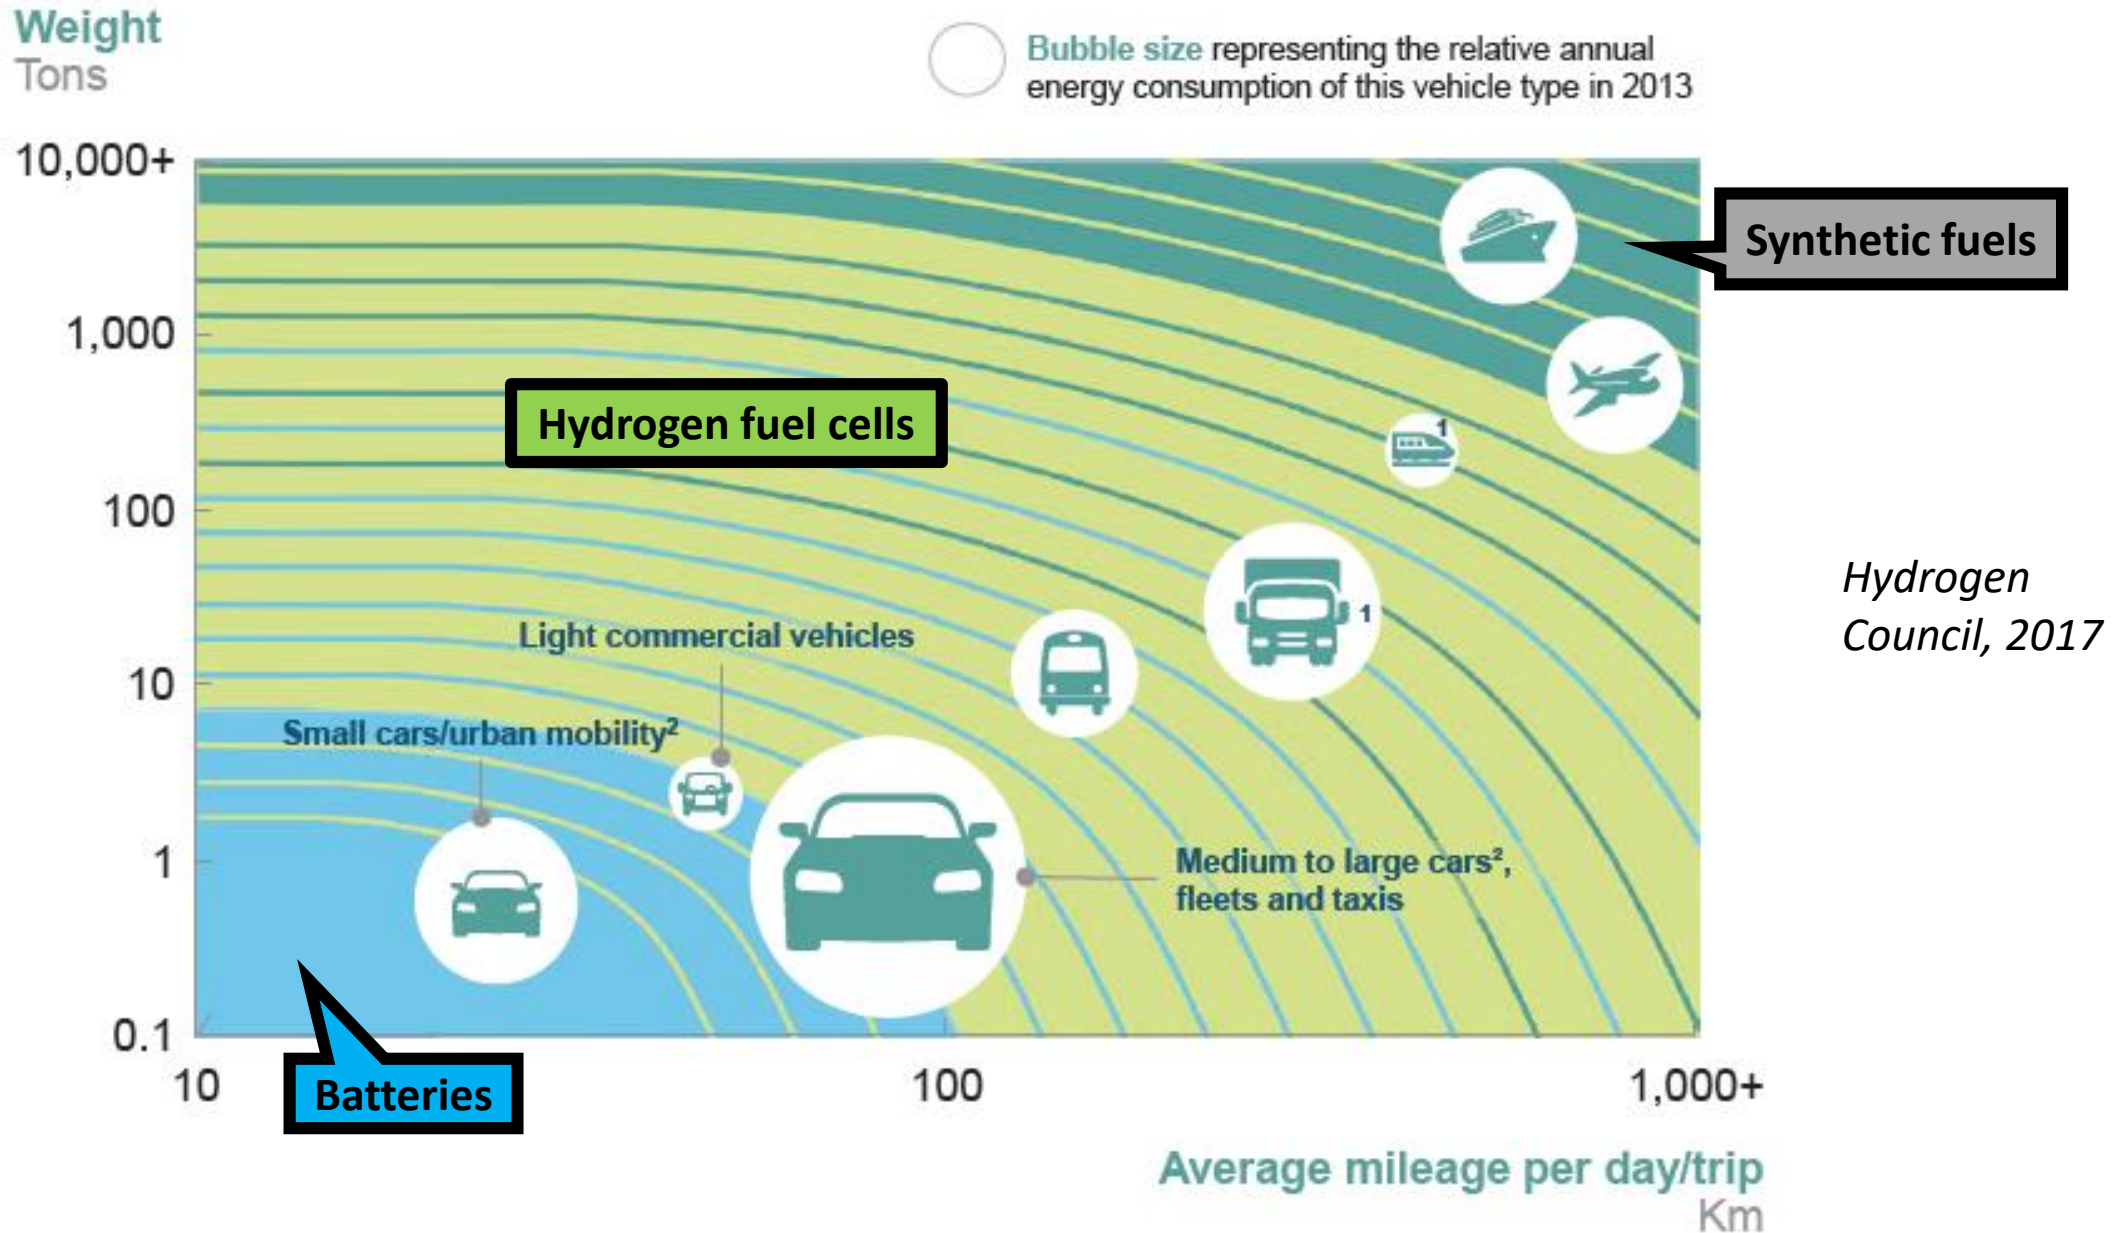 Weight
Tons
Bubble size representing the relative annual
energy consumption of this vehicle type in 2013
10,000+
Synthetic fuels
1,000
Hydrogen fuel cells
1
100
Hydrogen
Council, 2017
1
Light commercial vehicles
10
Small cars/urban mobility²
1
Medium to large cars²,
fleets and taxis
0.1
10
100
1,000+
Batteries
Average mileage per day/trip
Km